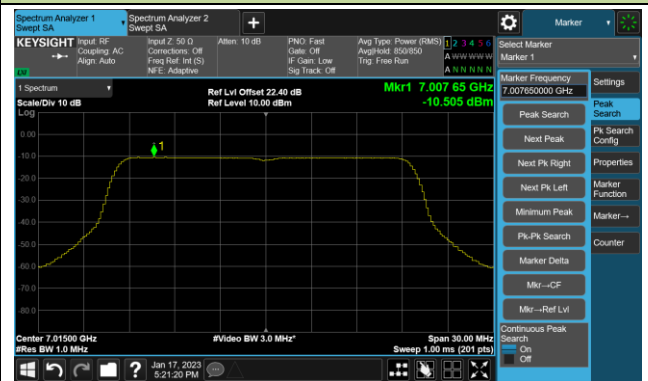 Spectrum Analyzer 1
Swept SA
Spectrum Analyzer 2
Swept SA
Marker
KEYSIGHT
Input: RF
Coupling: AC
Align: Auto
Input Z: 50 Ω
Corrections: Off
Freq Ref: Int (S)
NFE: Adaptive
Atten: 10 dB
PNO: Fast
Gate: Off
IF Gain: Low
Sig Track: Off
Avg Type: Power (RMS)
Avg|Hold: 850/850
Trig: Free Run
1 2 3 4 5 6
A W W W W W
A N N N N N
Select Marker
Marker 1
1 Spectrum
Scale/Div 10 dB
Log
Ref Lvl Offset 22.40 dB
Ref Level 10.00 dBm
Mkr1 7.007 65 GHz
-10.505 dBm
1
0.00
-10.0
-20.0
-30.0
-40.0
-50.0
-60.0
-70.0
-80.0
Center 7.01500 GHz
#Res BW 1.0 MHz
#Video BW 3.0 MHz*
Span 30.00 MHz
Sweep 1.00 ms (201 pts)
Marker Frequency
7.007650000 GHz
Peak Search
Next Peak
Next Pk Right
Next Pk Left
Minimum Peak
Pk-Pk Search
Marker Delta
Mkr→CF
Mkr→Ref Lvl
Continuous Peak
Search
On
Off
Settings
Peak
Search
Pk Search
Config
Properties
Marker
Function
Marker→
Counter
Jan 17, 2023
5:21:20 PM